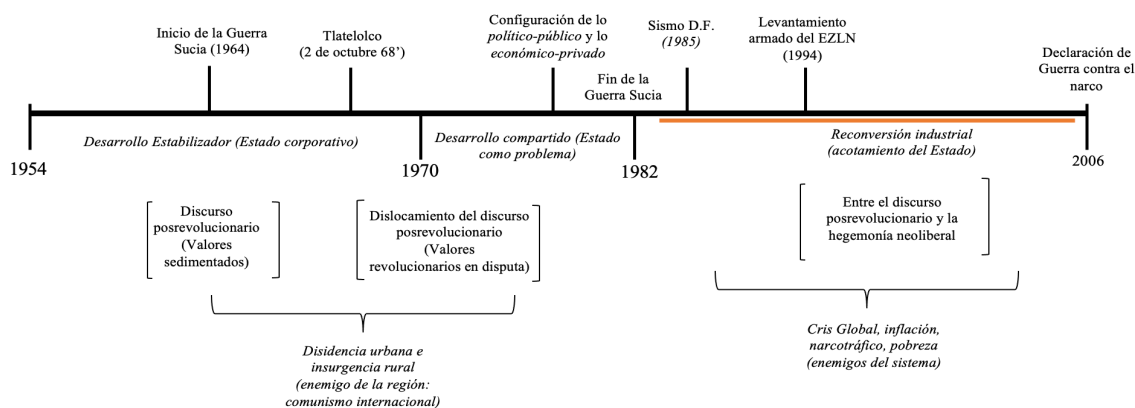 Inicio de la Guerra
Sucia (1964)
Tlatelolco
(2 de octubre 68’)
Configuración de lo
político-público y lo
económico-privado
Fin de la
Guerra Sucia
Sismo D.F.
(1985)
Levantamiento
armado del EZLN
(1994)
Declaración de
Guerra contra el
narco
Desarrollo Estabilizador (Estado corporativo)
Desarrollo compartido (Estado
como problema)
Reconversión industrial
(acotamiento del Estado)
1954
1970
1982
2006
Discurso
posrevolucionario
(Valores
sedimentados)
Dislocamiento del discurso
posrevolucionario
(Valores
revolucionarios en disputa)
Entre el discurso
posrevolucionario y la
hegemonía neoliberal
Disidencia urbana e
insurgencia rural
(enemigo de la región:
comunismo internacional)
Cris Global, inflación,
narcotráfico, pobreza
(enemigos del sistema)